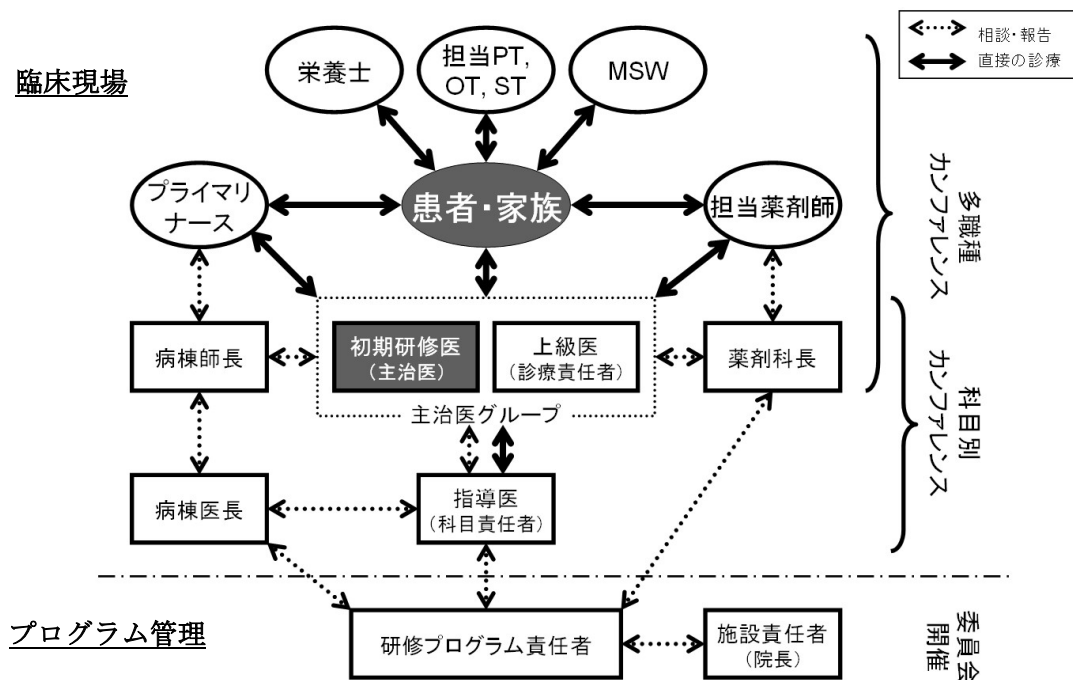 相談・報告
直接の診療
臨床現場
栄養士
担当PT,
OT, ST
MSW
プライマリ
ナース
患者・家族
担当薬剤師
多職種
カンファレンス
病棟師長
初期研修医
（主治医）
上級医
（診療責任者）
薬剤科長
主治医グループ
科目別
カンファレンス
病棟医長
指導医
（科目責任者）
プログラム管理
研修プログラム責任者
施設責任者
（院長）
委員会
開催